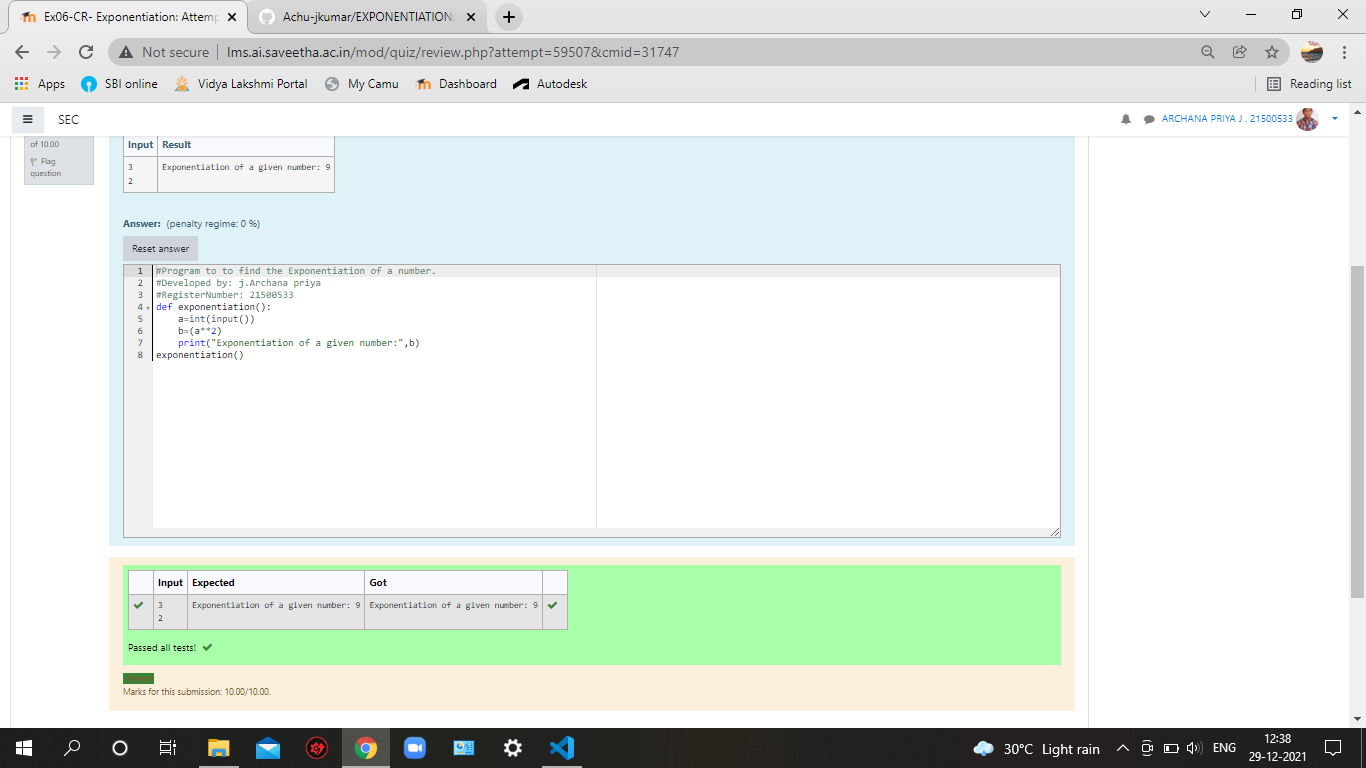 Ex06-CR- Exponentiation: Attemp
Achu-jkumar/EXPONENTIATION:
Not secure
lms.ai.saveetha.ac.in/mod/quiz/review.php?attempt=59507&cmid=31747
Apps
SBI online
Vidya Lakshmi Portal
My Camu
Dashboard
Autodesk
Reading list
SEC
ARCHANA PRIYA J . 21500533
of 10.00
Flag
question
Input Result
3 Exponentiation of a given number: 9
2
Answer: (penalty regime: 0 %)
Reset answer
1 #Program to to find the Exponentiation of a number.
2 #Developed by: j.Archana priya
3 #RegisterNumber: 21500533
4 def exponentiation():
5 a=int(input())
6 b=(a**2)
7 print("Exponentiation of a given number:",b)
8 exponentiation()
Input Expected Got
3 Exponentiation of a given number: 9 Exponentiation of a given number: 9
2
Passed all tests!
Marks for this submission: 10.00/10.00.
30°C Light rain
ENG
12:38
29-12-2021